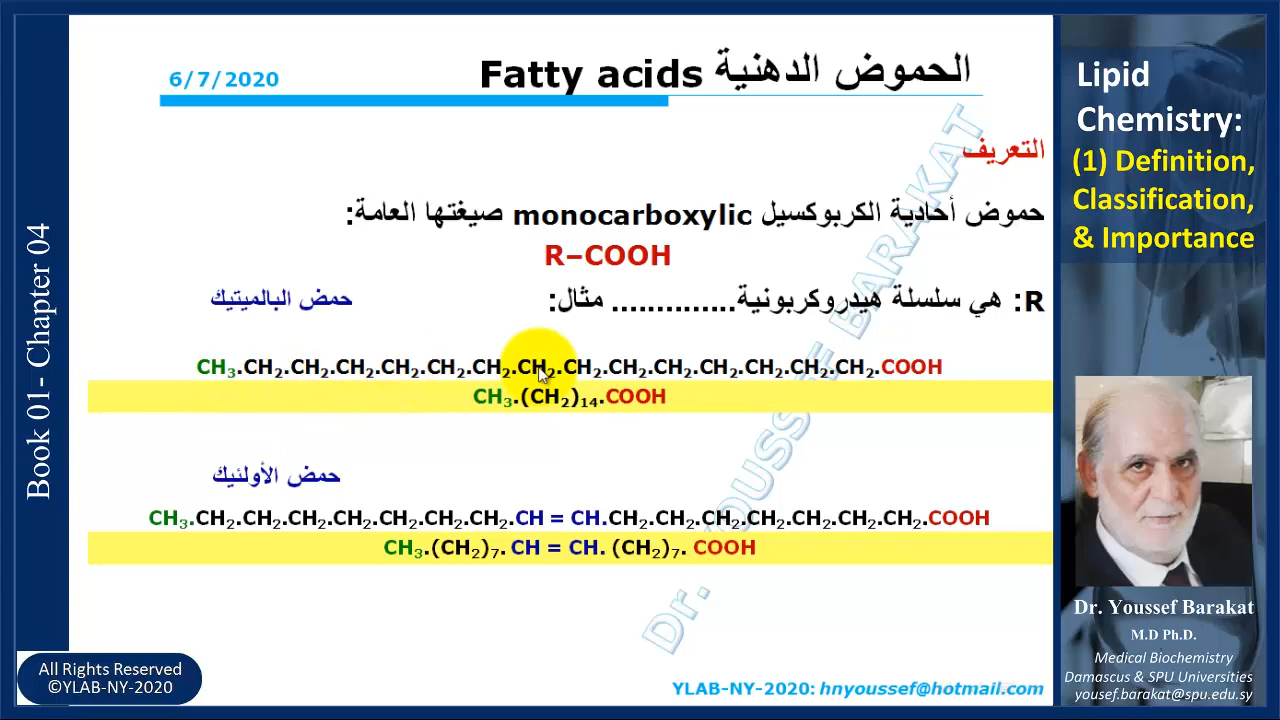 Book 01- Chapter 04
6/7/2020
الحموض الدهنية Fatty acids
التعريف
حموض أحادية الكربوكسيل monocarboxylic صيغتها العامة:
R–COOH
R: هي سلسلة هيدروكربونية.............. مثال:
حمض البالميتيك
CH₃.CH₂.CH₂.CH₂.CH₂.CH₂.CH₂.CH₂.CH₂.CH₂.CH₂.CH₂.CH₂.CH₂.CH₂.COOH
CH₃.(CH₂)₁₄.COOH
حمض الأولئيك
CH₃.CH₂.CH₂.CH₂.CH₂.CH₂.CH₂.CH₂.CH = CH.CH₂.CH₂.CH₂.CH₂.CH₂.CH₂.CH₂.COOH
CH₃.(CH₂)₇. CH = CH. (CH₂)₇. COOH
Dr. YOUSSEF BARAKAT
YLAB-NY-2020: hnyoussef@hotmail.com
All Rights Reserved
©YLAB-NY-2020
Lipid
Chemistry:
(1) Definition,
Classification,
& Importance
Dr. Youssef Barakat
M.D Ph.D.
Medical Biochemistry
Damascus & SPU Universities
yousef.barakat@spu.edu.sy